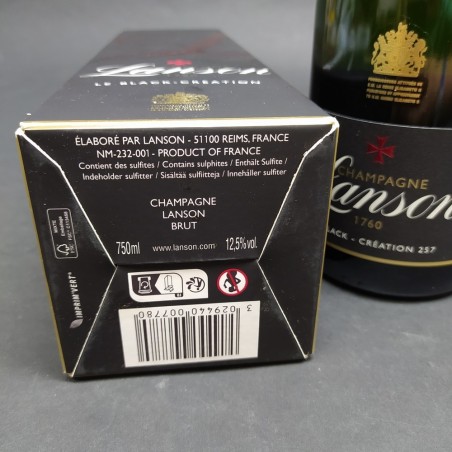 Lanson
LE BLACK-CRÉATION
ÉLABORÉ PAR LANSON - 51100 REIMS, FRANCE
NM-232-001 - PRODUCT OF FRANCE
Contient des sulfites / Contains sulphites / Enthält Sulfite /
Indeholder sulfitter / Sisältää sulfiitteja / Innehåller sulfiter
CHAMPAGNE
LANSON
BRUT
750ml
www.lanson.com
12,5%vol
IMPRIM'VERT®
3 029440 007780
CHAMPAGNE
Lanson
1760
LACK - CRÉATION 257